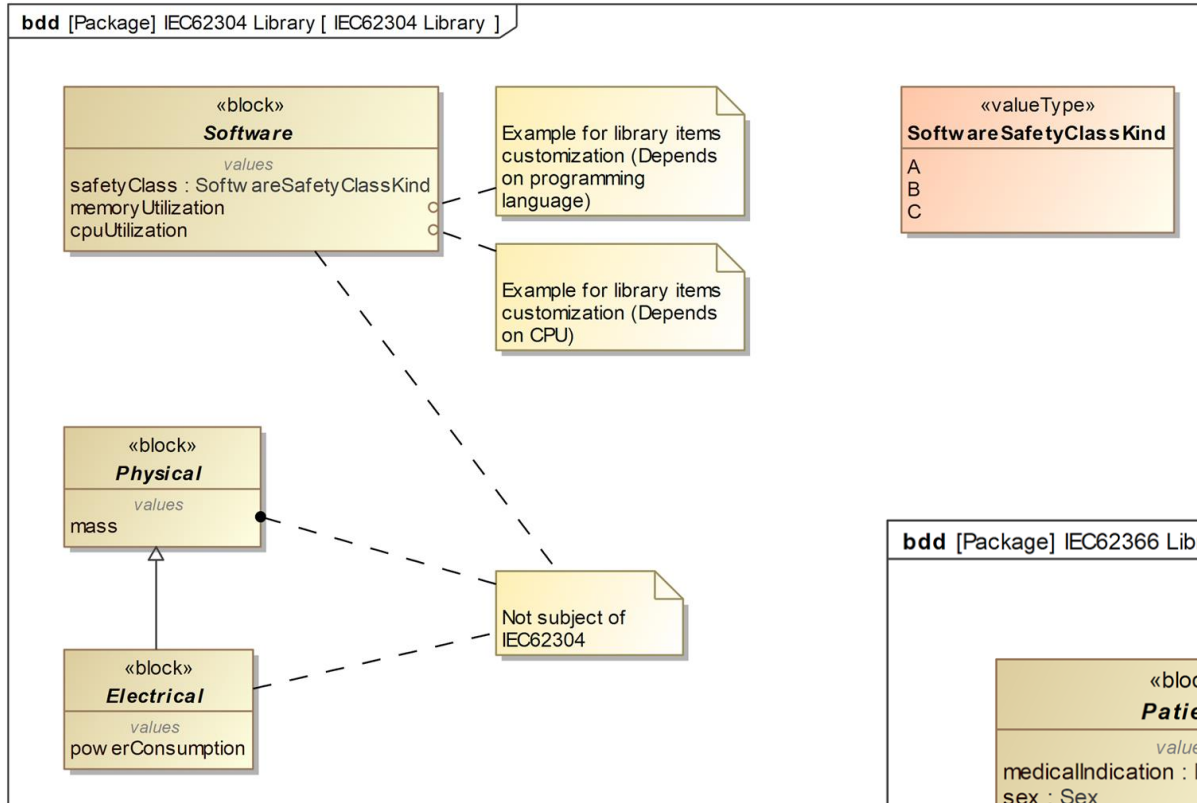 bdd [Package] IEC62304 Library [ IEC62304 Library ]
«block»
Software
values
safetyClass : SoftwareSafetyClassKind
memoryUtilization
cpuUtilization
Example for library items
customization (Depends
on programming
language)
Example for library items
customization (Depends
on CPU)
«valueType»
SoftwareSafetyClassKind
A
B
C
«block»
Physical
values
mass
«block»
Electrical
values
powerConsumption
Not subject of
IEC62304
bdd [Package] IEC62366
medicalIndication :
sex : Sex